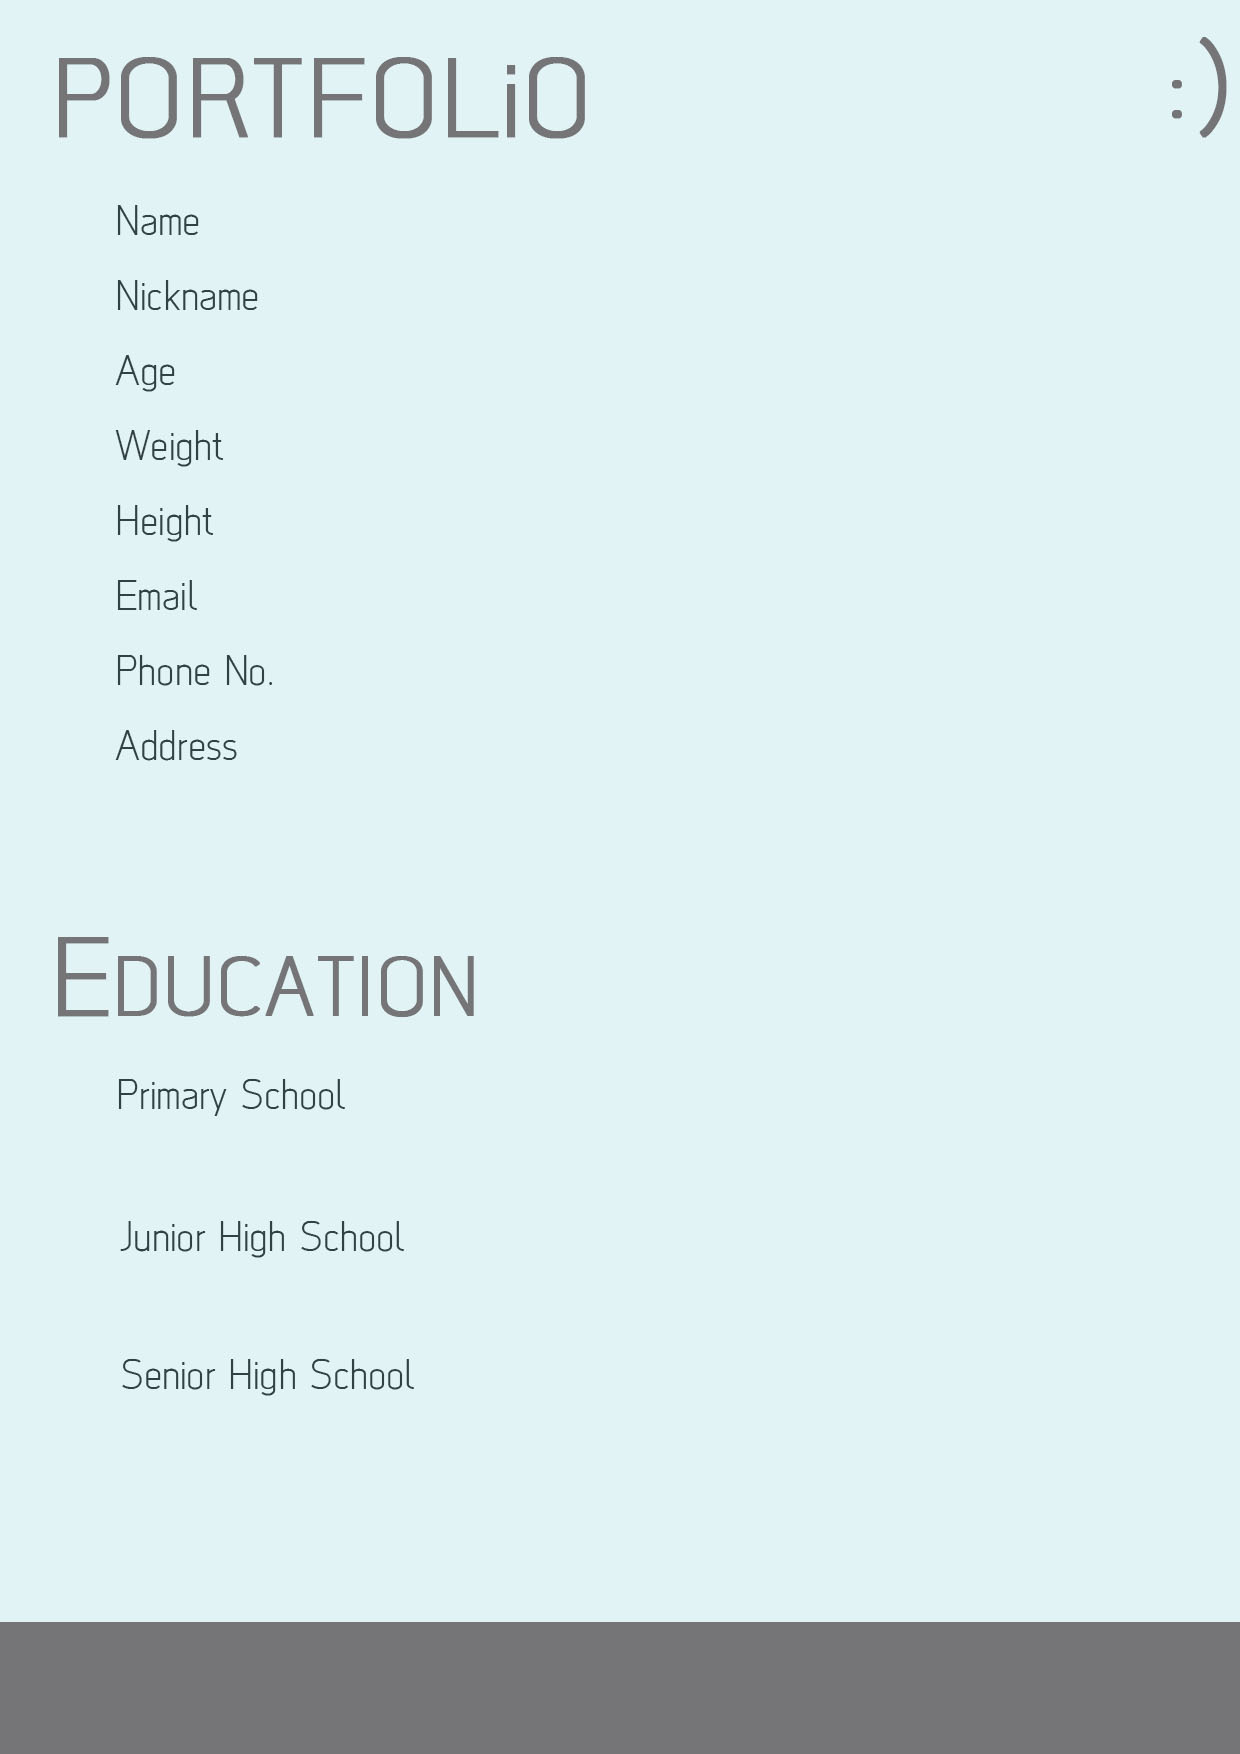 PORTFOLiO :)
Name
Nickname
Age
Weight
Height
Email
Phone No.
Address
EDUCATION
Primary School
Junior High School
Senior High School